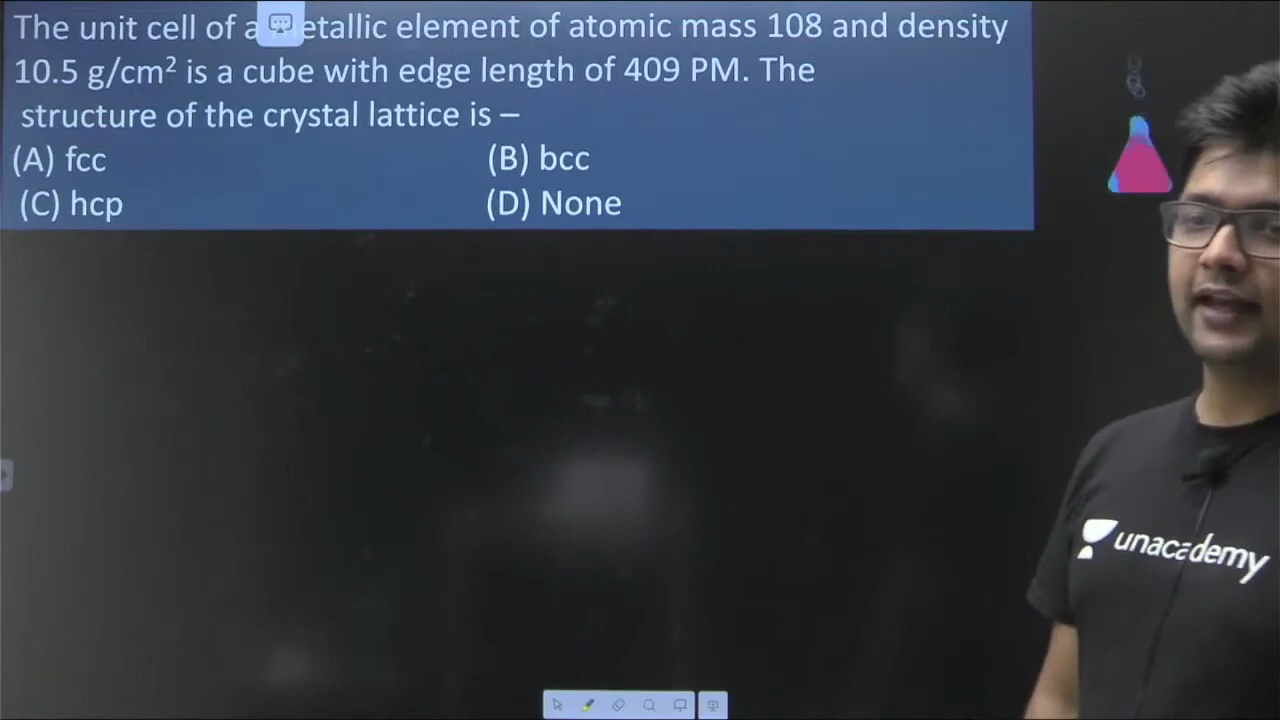 The unit cell of a etallic element of atomic mass 108 and density
10.5 g/cm² is a cube with edge length of 409 PM. The
structure of the crystal lattice is –
(A) fcc
(B) bcc
(C) hcp
(D) None
unacademy